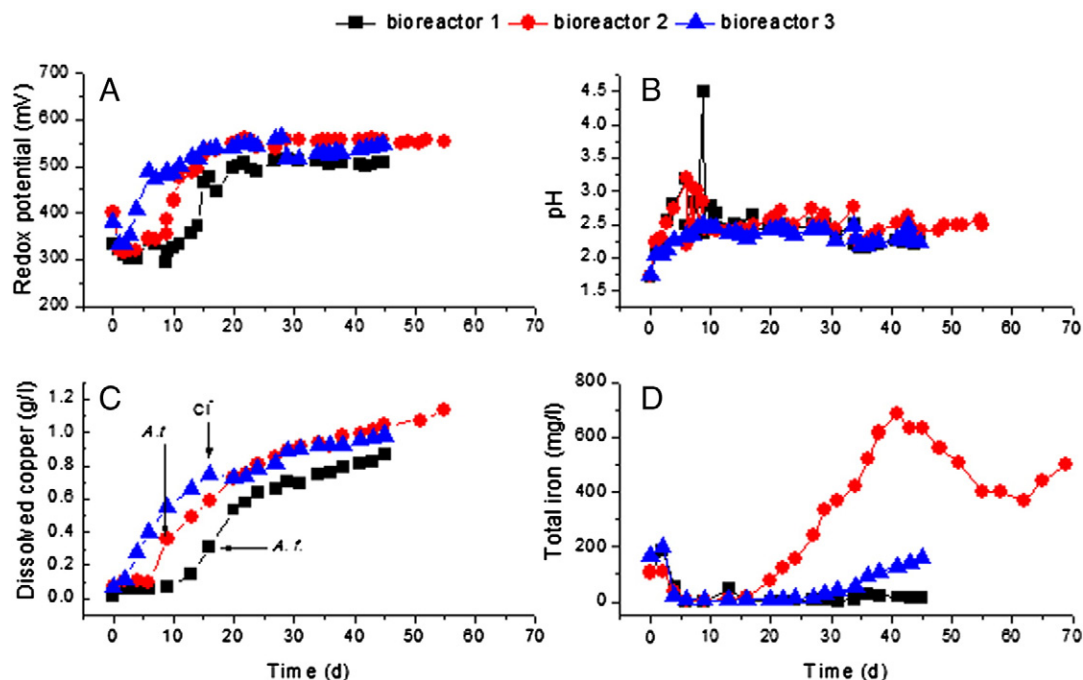 bioreactor 1 bioreactor 2 bioreactor 3
A
Redox potential (mV)
700
600
500
400
300
200
0 10 20 30 40 50 60 70
B
pH
4.5
4.0
3.5
3.0
2.5
2.0
1.5
0 10 20 30 40 50 60 70
C
Dissolved copper (g/l)
1.2
1.0
0.8
0.6
0.4
0.2
0.0
A.t
Cl-
A. f.
0 10 20 30 40 50 60 70
Time (d)
D
Total iron (mg/l)
800
600
400
200
0
0 10 20 30 40 50 60 70
Time (d)